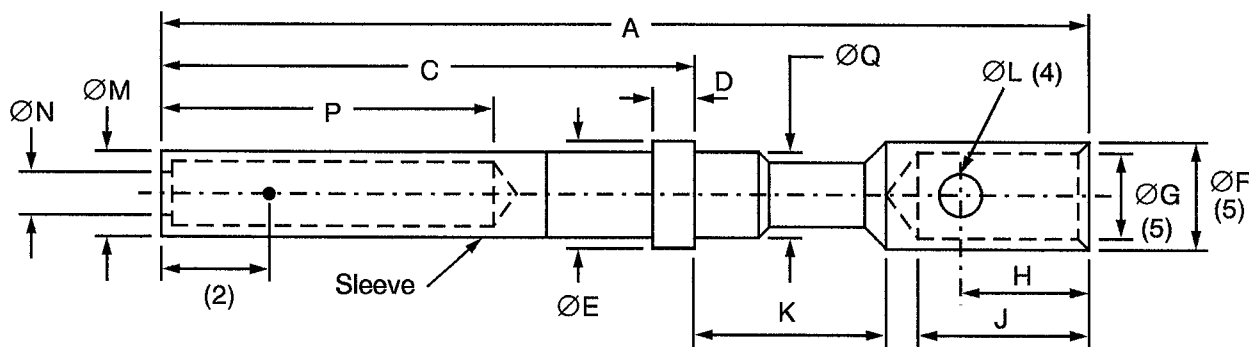 A
C
ØQ
D
ØL (4)
ØM
P
ØN
ØG
(5)
ØF
(5)
Sleeve
(2)
ØE
K
H
J